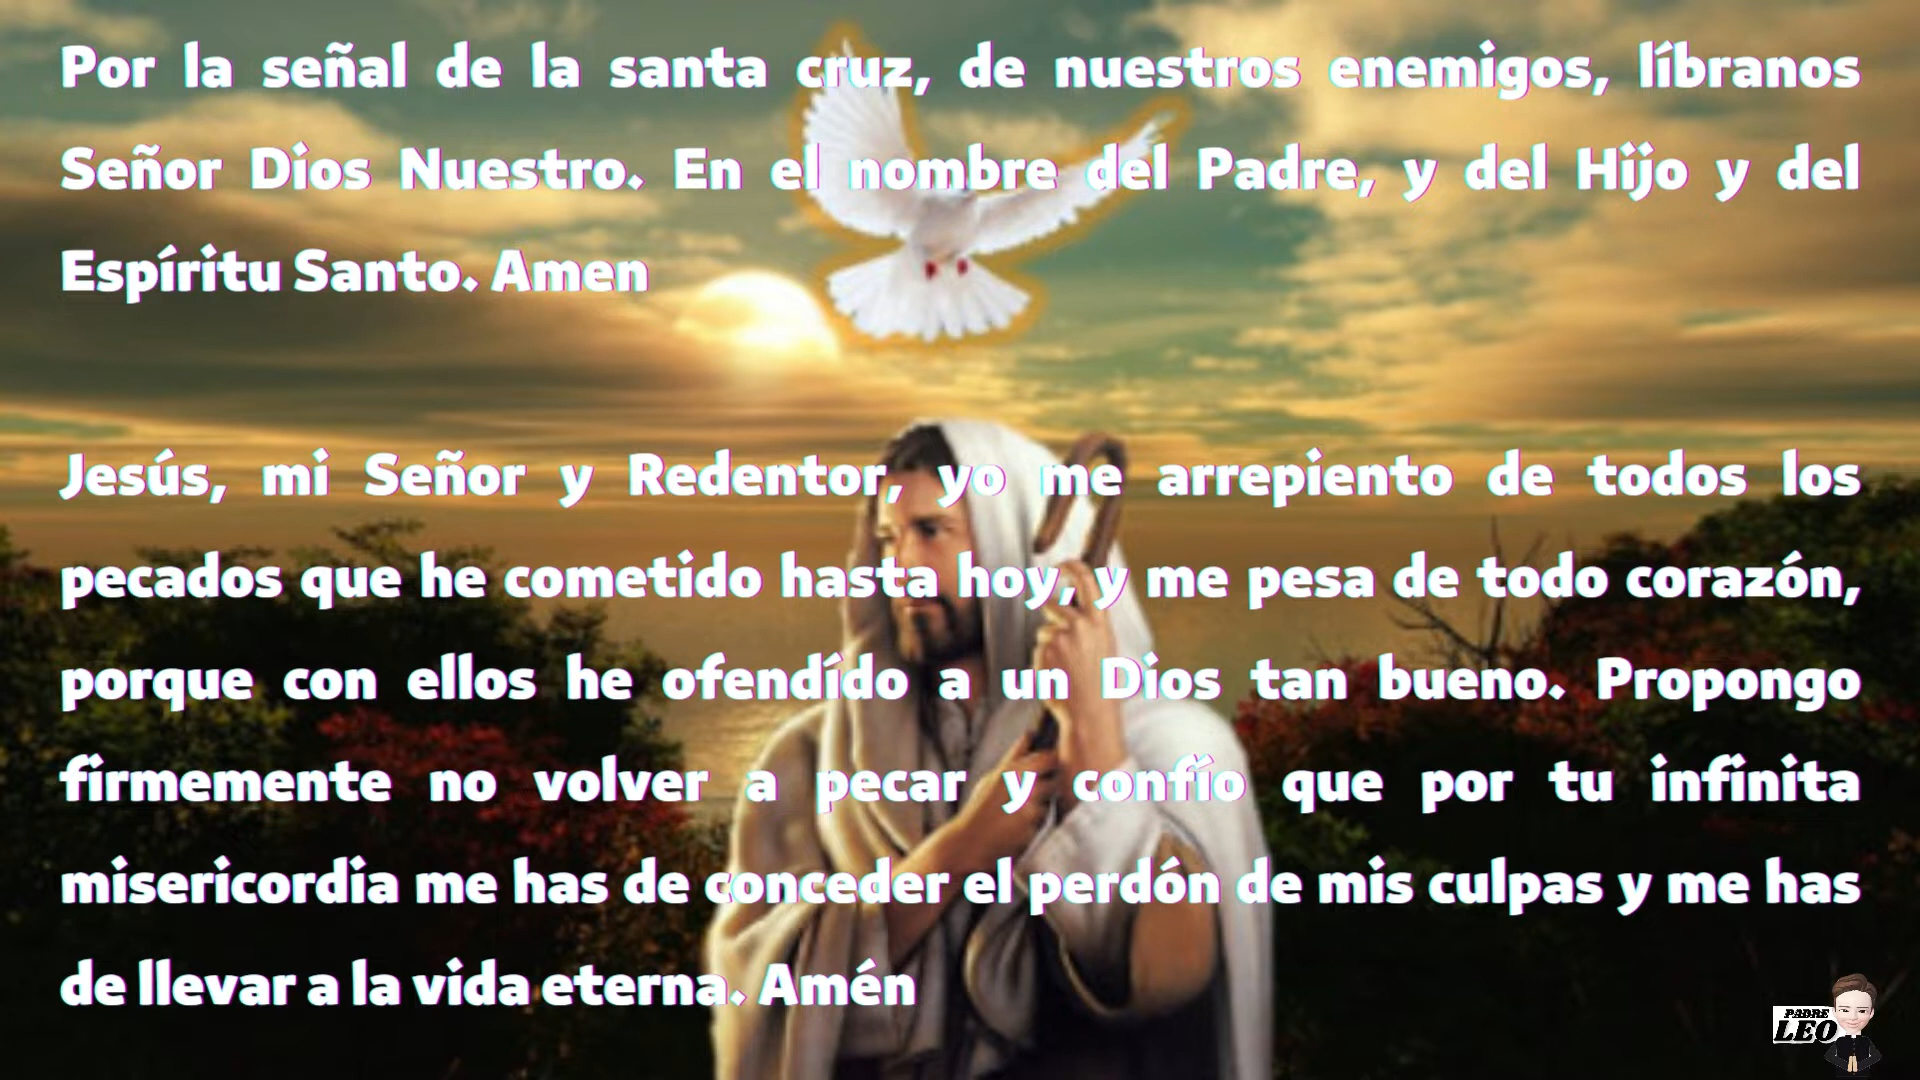 Por la señal de la santa cruz, de nuestros enemigos, líbranos
Señor Dios Nuestro. En el nombre del Padre, y del Hijo y del
Espíritu Santo. Amen
Jesús, mi Señor y Redentor, yo me arrepiento de todos los
pecados que he cometido hasta hoy, y me pesa de todo corazón,
porque con ellos he ofendído a un Dios tan bueno. Propongo
firmemente no volver a pecar y confío que por tu infinita
misericordia me has de conceder el perdón de mis culpas y me has
de llevar a la vida eterna. Amén
PADRE
LEO